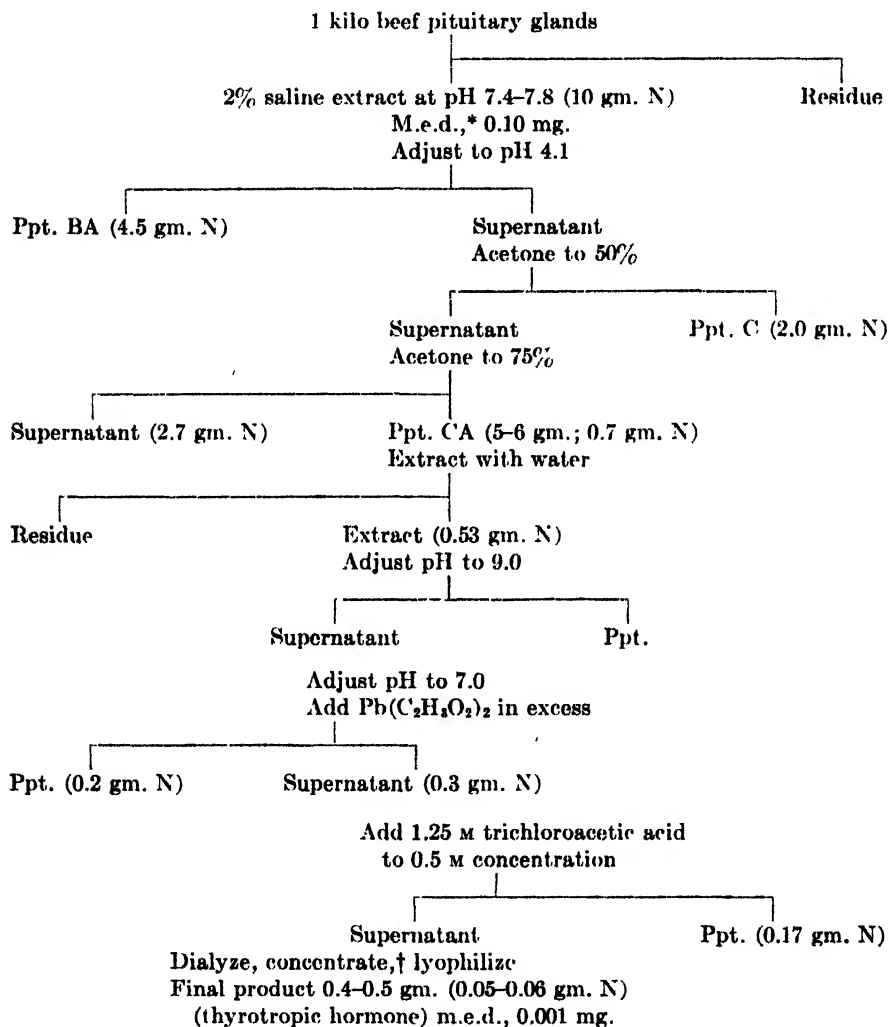 1 kilo beef pituitary glands
2% saline extract at pH 7.4–7.8 (10 gm. N) Residue
M.e.d.,* 0.10 mg.
Adjust to pH 4.1
Ppt. BA (4.5 gm. N) Supernatant
Acetone to 50%
Supernatant Ppt. C (2.0 gm. N)
Acetone to 75%
Supernatant (2.7 gm. N) Ppt. CA (5–6 gm.; 0.7 gm. N)
Extract with water
Residue Extract (0.53 gm. N)
Adjust pH to 9.0
Supernatant Ppt.
Adjust pH to 7.0
Add Pb(C₂H₃O₂)₂ in excess
Ppt. (0.2 gm. N) Supernatant (0.3 gm. N)
Add 1.25 M trichloroacetic acid
to 0.5 M concentration
Supernatant Ppt. (0.17 gm. N)
Dialyze, concentrate,† lyophilize
Final product 0.4–0.5 gm. (0.05–0.06 gm. N)
(thyrotropic hormone) m.e.d., 0.001 mg.